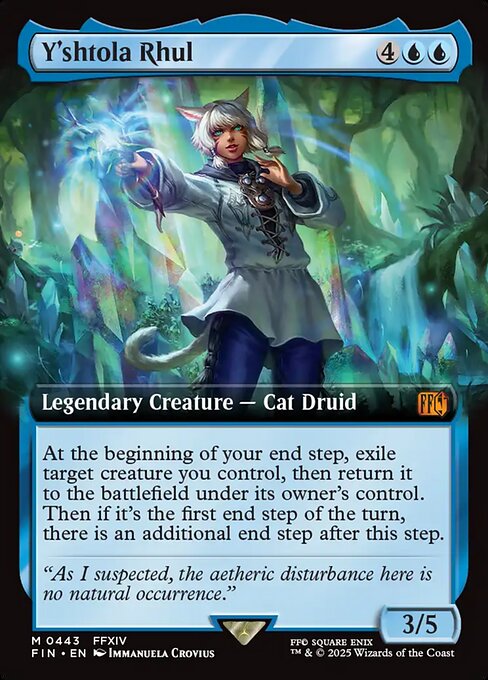 Y'shtola Rhul 4
Legendary Creature — Cat Druid
At the beginning of your end step, exile
target creature you control, then return it
to the battlefield under its owner's control.
Then if it's the first end step of the turn,
there is an additional end step after this step.
"As I suspected, the aetheric disturbance here is
no natural occurrence."
3/5
M 0443 FFXIV
FIN • EN Immanuela Crovius
FF© SQUARE ENIX
™ & © 2025 Wizards of the Coast